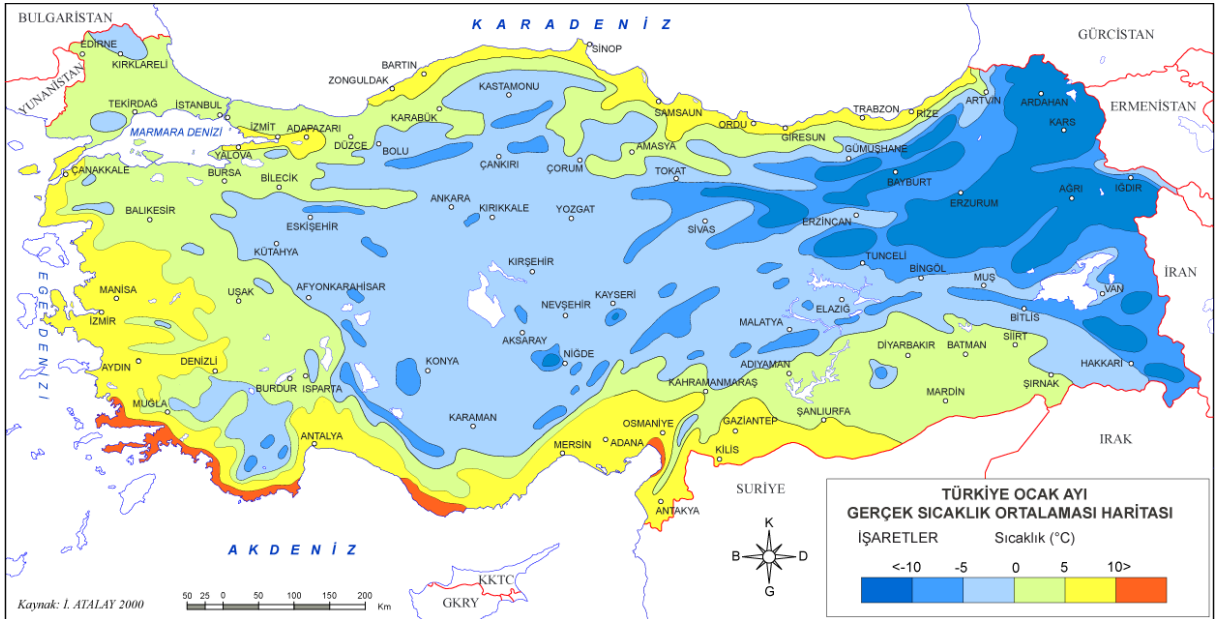 BULGARİSTAN
KARADENİZ
GÜRCİSTAN
YUNANİSTAN
ERMENİSTAN
EDİRNE
KIRKLARELİ
TEKİRDAĞ
İSTANBUL
MARMARA DENİZİ
İZMİT
ADAPAZARI
YALOVA
ZONGULDAK
BARTIN
KASTAMONU
SİNOP
KARABÜK
DÜZCE
BOLU
ÇANKIRI
ÇORUM
AMASYA
SAMSAUN
ORDU
GİRESUN
TRABZON
RİZE
ARTVİN
ARDAHAN
KARS
ÇANAKKALE
BURSA
BİLECİK
TOKAT
GÜMÜŞHANE
BAYBURT
ERZURUM
AĞRI
IĞDIR
BALIKESİR
ESKİŞEHİR
ANKARA
KIRIKKALE
YOZGAT
SİVAS
ERZİNCAN
KÜTAHYA
TUNCELİ
BİNGÖL
MUŞ
İRAN
EGE DENİZİ
MANİSA
UŞAK
AFYONKARAHİSAR
KIRŞEHİR
NEVŞEHİR
KAYSERİ
ELAZIĞ
VAN
BİTLİS
İZMİR
AKSARAY
MALATYA
DİYARBAKIR
BATMAN
SİİRT
AYDIN
DENİZLİ
BURDUR
ISPARTA
KONYA
NİĞDE
ADIYAMAN
KAHRAMANMARAŞ
MARDİN
ŞIRNAK
HAKKARİ
MUĞLA
ANTALYA
KARAMAN
MERSİN
ADANA
OSMANİYE
GAZİANTEP
ŞANLIURFA
KİLİS
ANTAKYA
SURİYE
IRAK
AKDENİZ
KKTC
GKRY
K
B
D
G
TÜRKİYE OCAK AYI
GERÇEK SICAKLIK ORTALAMASI HARİTASI
İŞARETLER Sıcaklık (°C)
<-10 -5 0 5 10>
Kaynak: İ. ATALAY 2000
50 25 0 50 100 150 200 Km